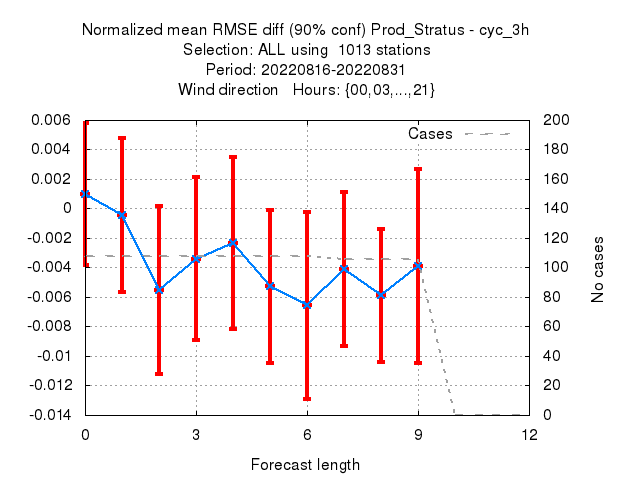 Normalized mean RMSE diff (90% conf) Prod_Stratus - cyc_3h
Selection: ALL using  1013 stations
Period: 20220816-20220831
Wind direction   Hours: {00,03,...,21}
Cases
0.006
0.004
0.002
0
-0.002
-0.004
-0.006
-0.008
-0.01
-0.012
-0.014
200
180
160
140
120
100
80
60
40
20
0
No cases
0 3 6 9 12
Forecast length